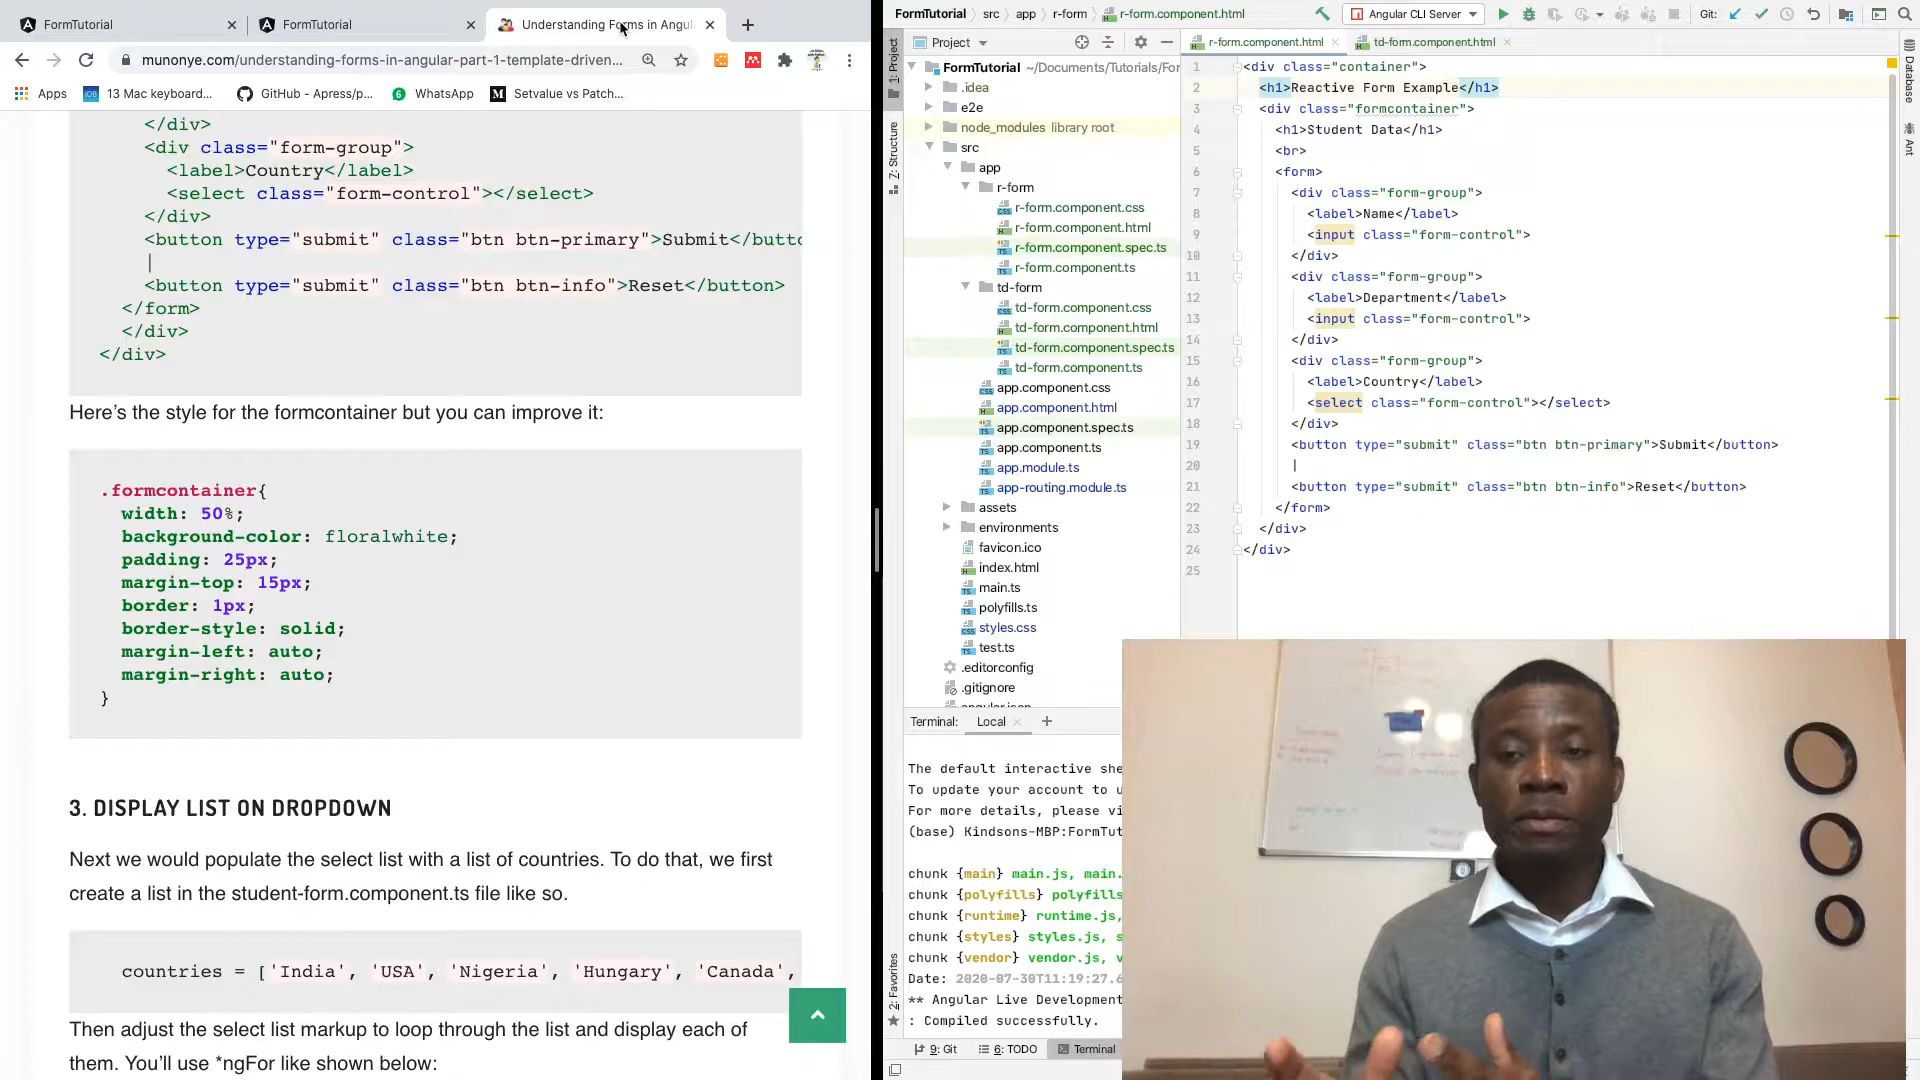 FormTutorial
FormTutorial
Understanding Forms in Angula
munonye.com/understanding-forms-in-angular-part-1-template-driven...
Apps
13 Mac keyboard...
GitHub - Apress/p...
WhatsApp
Setvalue vs Patch...
</div>
<div class="form-group">
<label>Country</label>
<select class="form-control"></select>
</div>
<button type="submit" class="btn btn-primary">Submit</butto
|
<button type="submit" class="btn btn-info">Reset</button>
</form>
</div>
</div>
Here’s the style for the formcontainer but you can improve it:
.formcontainer{
width: 50%;
background-color: floralwhite;
padding: 25px;
margin-top: 15px;
border: 1px;
border-style: solid;
margin-left: auto;
margin-right: auto;
}
3. DISPLAY LIST ON DROPDOWN
Next we would populate the select list with a list of countries. To do that, we first
create a list in the student-form.component.ts file like so.
countries = ['India', 'USA', 'Nigeria', 'Hungary', 'Canada',
Then adjust the select list markup to loop through the list and display each of
them. You’ll use *ngFor like shown below:
FormTutorial src app r-form r-form.component.html
Angular CLI Server
Git:
Project
r-form.component.html
td-form.component.html
1: Project
Z: Structure
2: Favorites
Database
Ant
FormTutorial ~/Documents/Tutorials/For
.idea
e2e
node_modules library root
src
app
r-form
r-form.component.css
r-form.component.html
r-form.component.spec.ts
r-form.component.ts
td-form
td-form.component.css
td-form.component.html
td-form.component.spec.ts
td-form.component.ts
app.component.css
app.component.html
app.component.spec.ts
app.component.ts
app.module.ts
app-routing.module.ts
assets
environments
favicon.ico
index.html
main.ts
polyfills.ts
styles.css
test.ts
.editorconfig
.gitignore
angular.json
1 <div class="container">
2 <h1>Reactive Form Example</h1>
3 <div class="formcontainer">
4 <h1>Student Data</h1>
5 <br>
6 <form>
7 <div class="form-group">
8 <label>Name</label>
9 <input class="form-control">
10 </div>
11 <div class="form-group">
12 <label>Department</label>
13 <input class="form-control">
14 </div>
15 <div class="form-group">
16 <label>Country</label>
17 <select class="form-control"></select>
18 </div>
19 <button type="submit" class="btn btn-primary">Submit</button>
20 |
21 <button type="submit" class="btn btn-info">Reset</button>
22 </form>
23 </div>
24 </div>
25
Terminal: Local
The default interactive she
To update your account to u
For more details, please vi
(base) Kindsons-MBP:FormTut
chunk {main} main.js, main.
chunk {polyfills} polyfills
chunk {runtime} runtime.js,
chunk {styles} styles.js, s
chunk {vendor} vendor.js, v
Date: 2020-07-30T11:19:27.6
** Angular Live Development
: Compiled successfully.
9: Git
6: TODO
Terminal